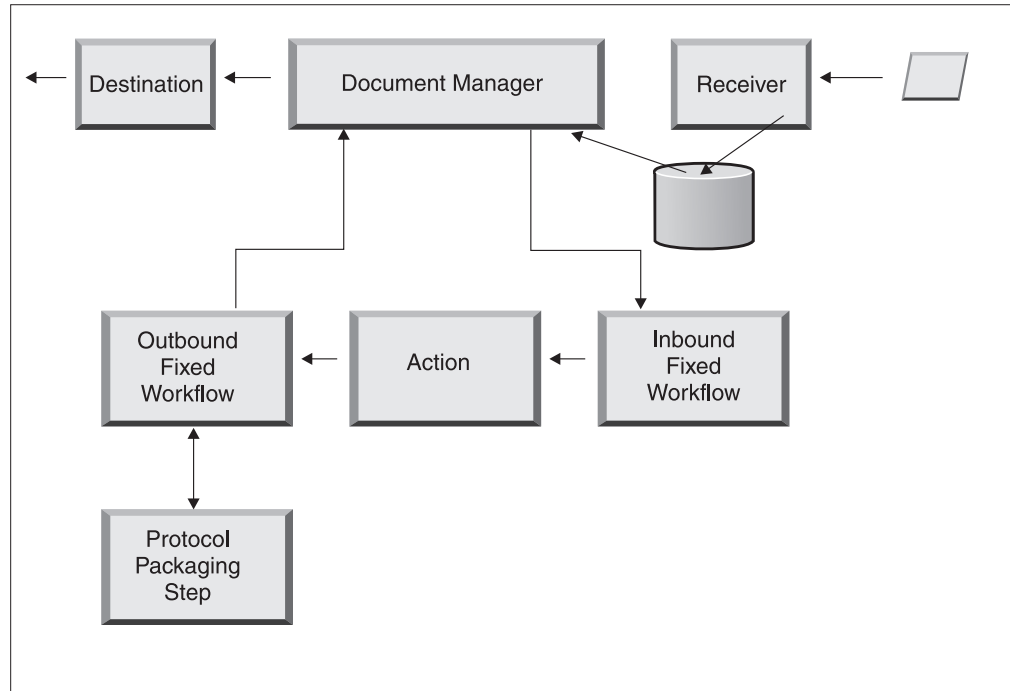 Destination
Document Manager
Receiver
Outbound
Fixed
Workflow
Action
Inbound
Fixed
Workflow
Protocol
Packaging
Step